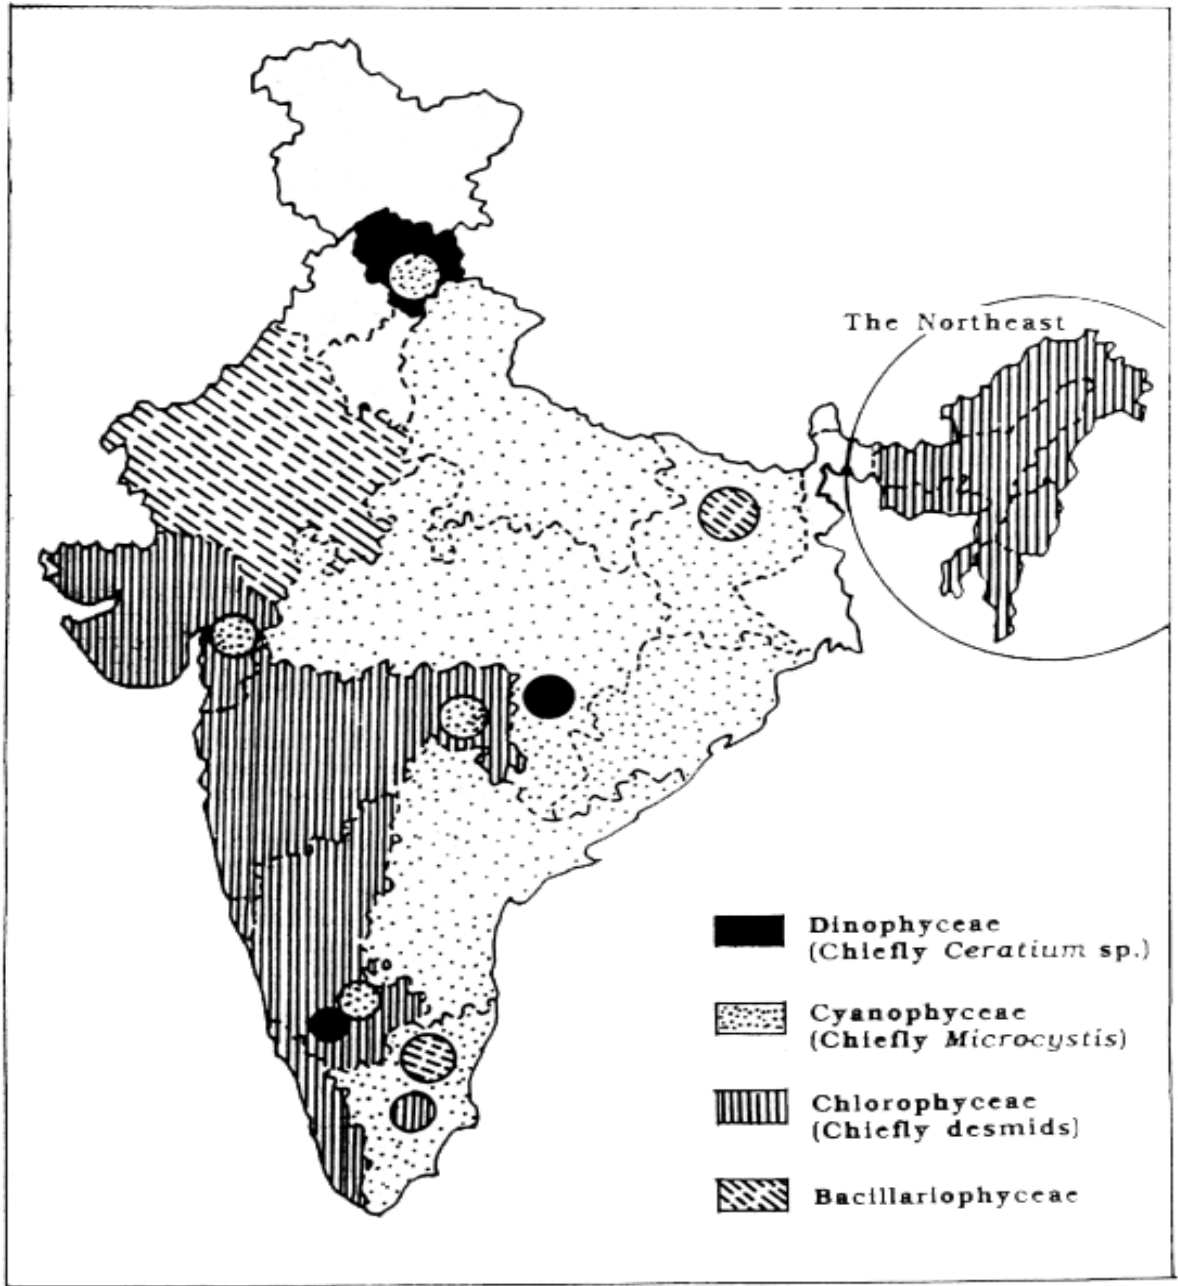 The Northeast
Dinophyceae
(Chiefly Ceratium sp.)
Cyanophyceae
(Chiefly Microcystis)
Chlorophyceae
(Chiefly desmids)
Bacillariophyceae